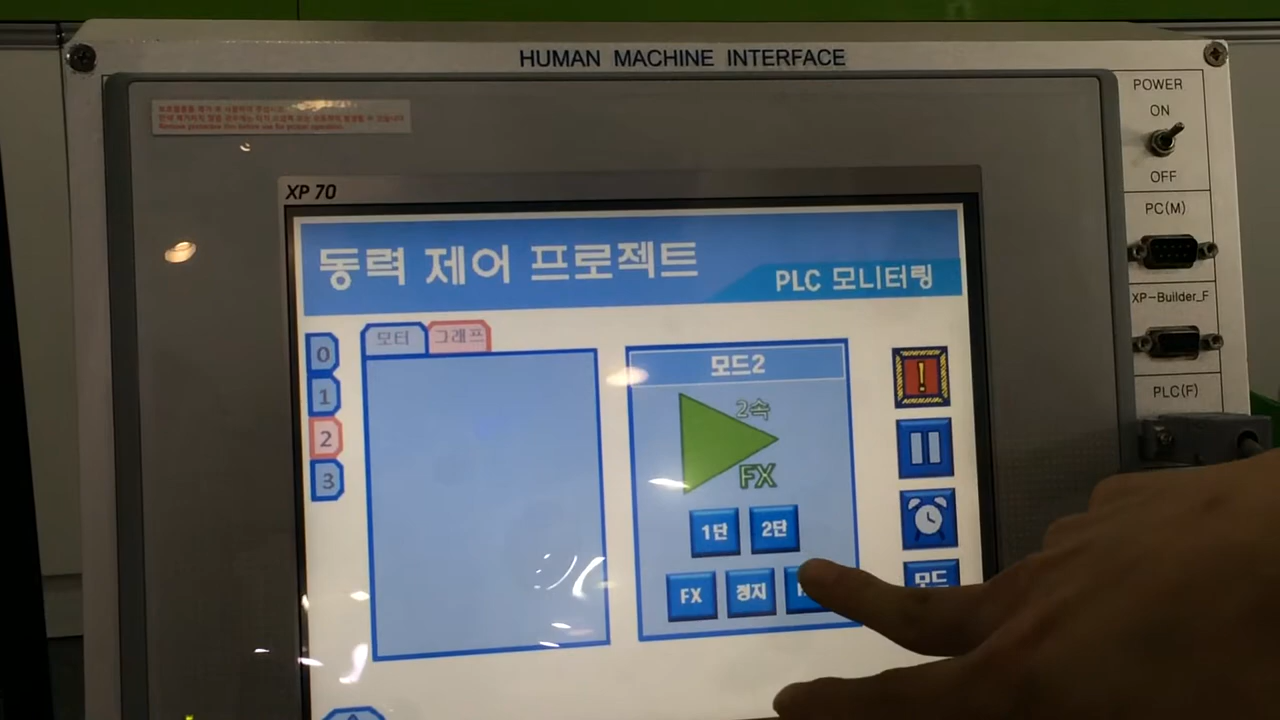 HUMAN MACHINE INTERFACE
POWER
ON
OFF
PC(M)
XP-Builder_F
PLC(F)
XP 70
동력 제어 프로젝트
PLC 모니터링
모터
그래프
0
1
2
3
모드2
2속
FX
1단
2단
FX
정지
모드